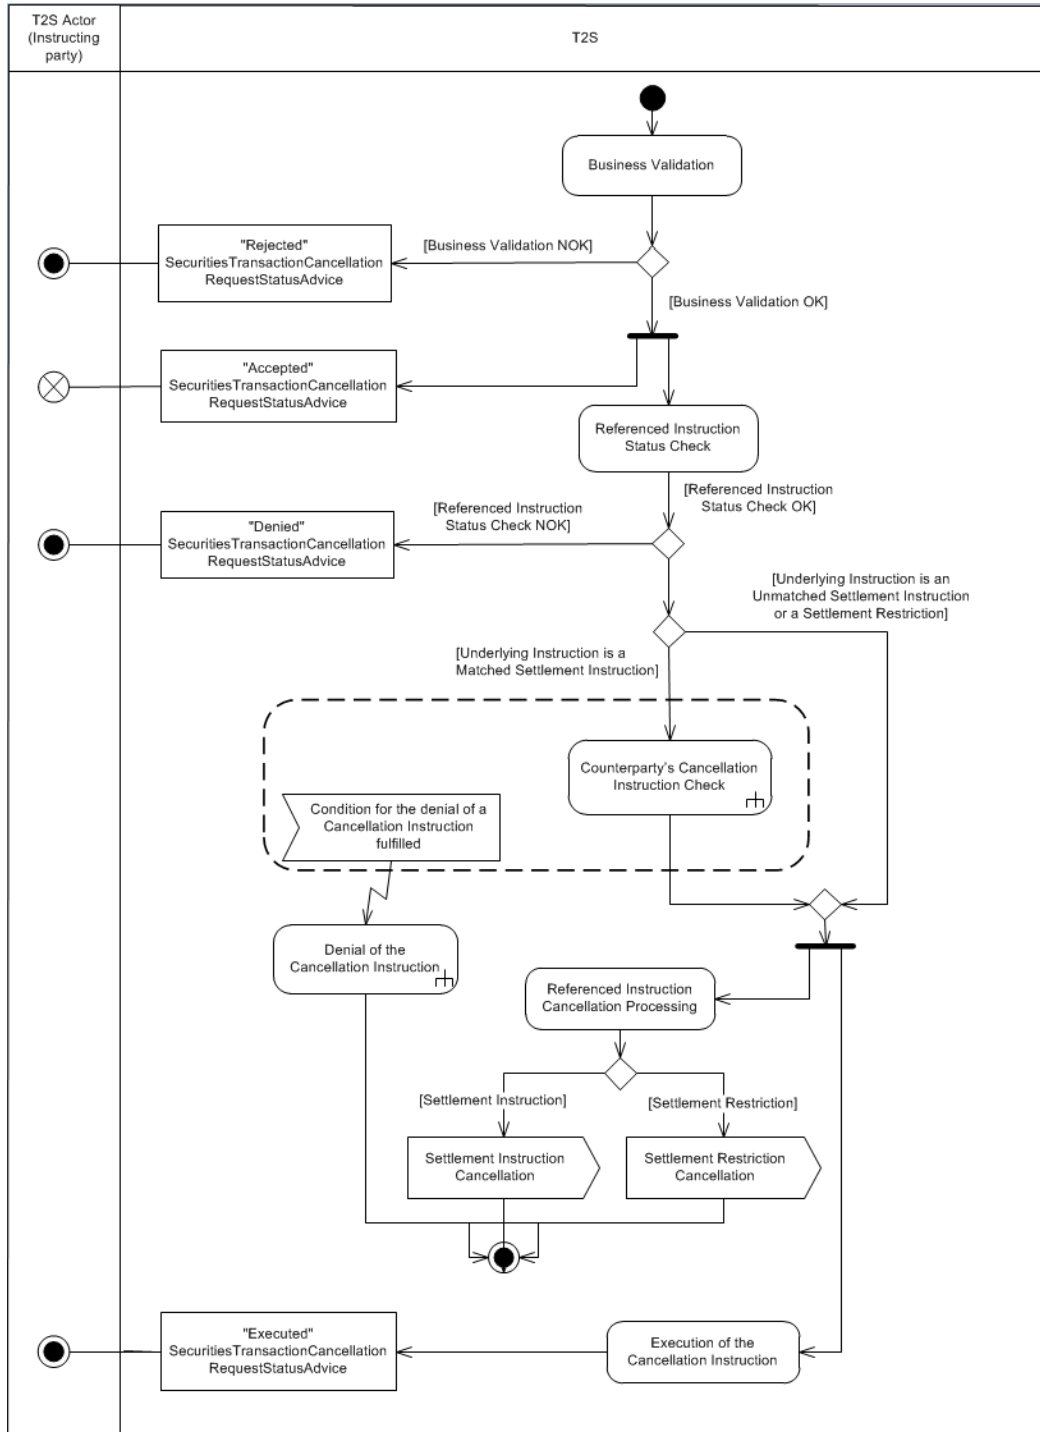 T2S Actor
(Instructing
party)
T2S
Business Validation
"Rejected"
SecuritiesTransactionCancellation
RequestStatusAdvice
[Business Validation NOK]
[Business Validation OK]
"Accepted"
SecuritiesTransactionCancellation
RequestStatusAdvice
Referenced Instruction
Status Check
[Referenced Instruction
Status Check OK]
[Referenced Instruction
Status Check NOK]
"Denied"
SecuritiesTransactionCancellation
RequestStatusAdvice
[Underlying Instruction is an
Unmatched Settlement Instruction
or a Settlement Restriction]
[Underlying Instruction is a
Matched Settlement Instruction]
Counterparty's Cancellation
Instruction Check
Condition for the denial of a
Cancellation Instruction
fulfilled
Denial of the
Cancellation Instruction
Referenced Instruction
Cancellation Processing
[Settlement Instruction]
[Settlement Restriction]
Settlement Instruction
Cancellation
Settlement Restriction
Cancellation
"Executed"
SecuritiesTransactionCancellation
RequestStatusAdvice
Execution of the
Cancellation Instruction